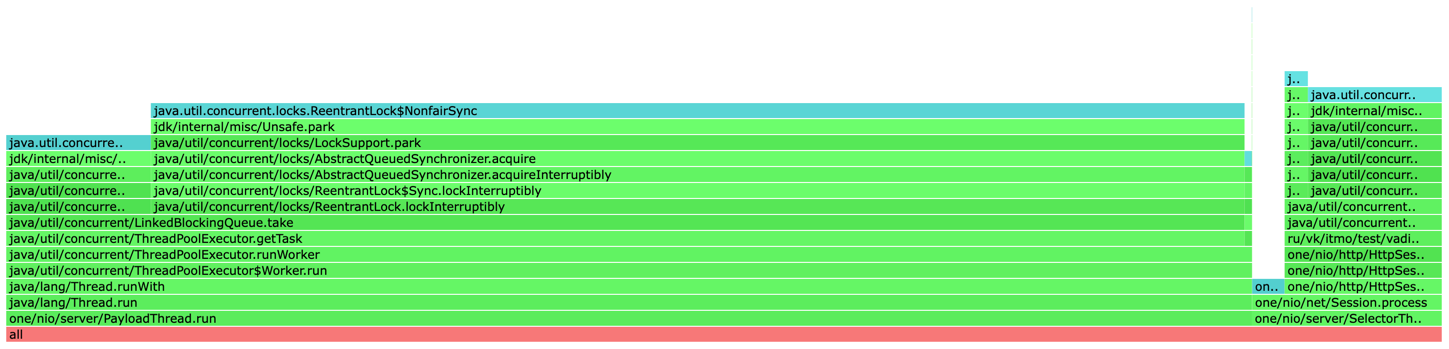 j..
j.. java.util.concurr..
java.util.concurrent.locks.ReentrantLock$NonfairSync j.. jdk/internal/misc..
jdk/internal/misc/Unsafe.park j.. java/util/concurr..
java.util.concurre.. java/util/concurrent/locks/LockSupport.park j.. java/util/concurr..
jdk/internal/misc/.. java/util/concurrent/locks/AbstractQueuedSynchronizer.acquire j.. java/util/concurr..
java/util/concurre.. java/util/concurrent/locks/AbstractQueuedSynchronizer.acquireInterruptibly j.. java/util/concurr..
java/util/concurre.. java/util/concurrent/locks/ReentrantLock$Sync.lockInterruptibly j.. java/util/concurr..
java/util/concurre.. java/util/concurrent/locks/ReentrantLock.lockInterruptibly java/util/concurrent..
java/util/concurrent/LinkedBlockingQueue.take java/util/concurrent..
java/util/concurrent/ThreadPoolExecutor.getTask ru/vk/itmo/test/vadi..
java/util/concurrent/ThreadPoolExecutor.runWorker one/nio/http/HttpSes..
java/util/concurrent/ThreadPoolExecutor$Worker.run one/nio/http/HttpSes..
java/lang/Thread.runWith on.. one/nio/http/HttpSes..
java/lang/Thread.run one/nio/net/Session.process
one/nio/server/PayloadThread.run one/nio/server/SelectorTh..
all